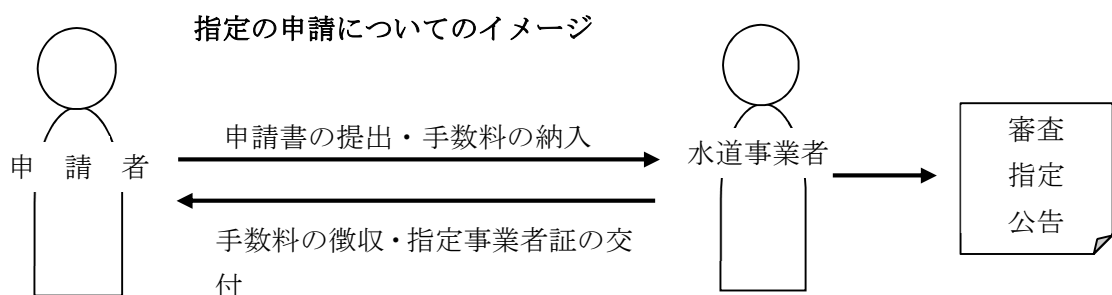 指定の申請についてのイメージ
申請書の提出・手数料の納入
申　請　者
水道事業者
審査
指定
公告
手数料の徴収・指定事業者証の交
付